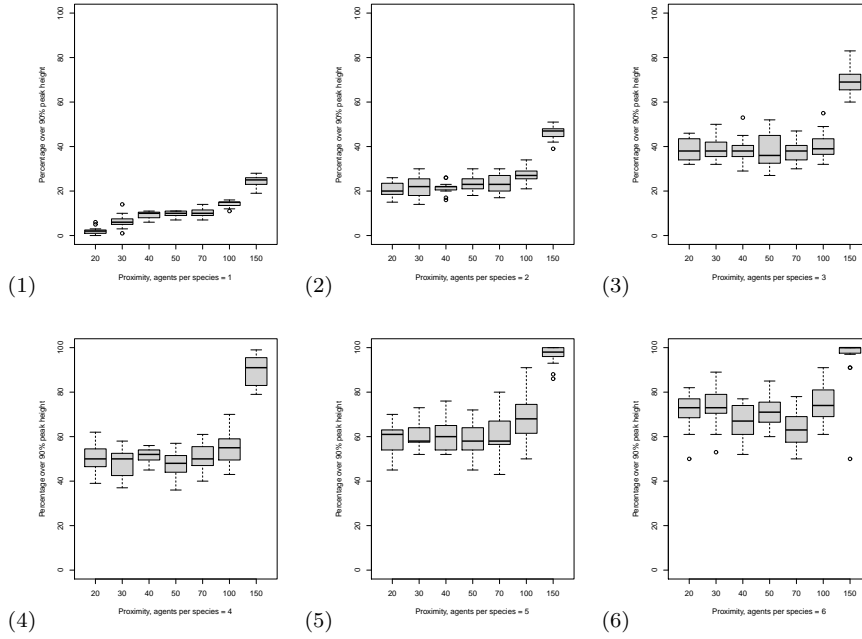 Percentage over 90% peak height
0 20 40 60 80 100
20 30 40 50 70 100 150
Proximity, agents per species = 1
(1)
Percentage over 90% peak height
0 20 40 60 80 100
20 30 40 50 70 100 150
Proximity, agents per species = 2
(2)
Percentage over 90% peak height
0 20 40 60 80 100
20 30 40 50 70 100 150
Proximity, agents per species = 3
(3)
Percentage over 90% peak height
0 20 40 60 80 100
20 30 40 50 70 100 150
Proximity, agents per species = 4
(4)
Percentage over 90% peak height
0 20 40 60 80 100
20 30 40 50 70 100 150
Proximity, agents per species = 5
(5)
Percentage over 90% peak height
0 20 40 60 80 100
20 30 40 50 70 100 150
Proximity, agents per species = 6
(6)